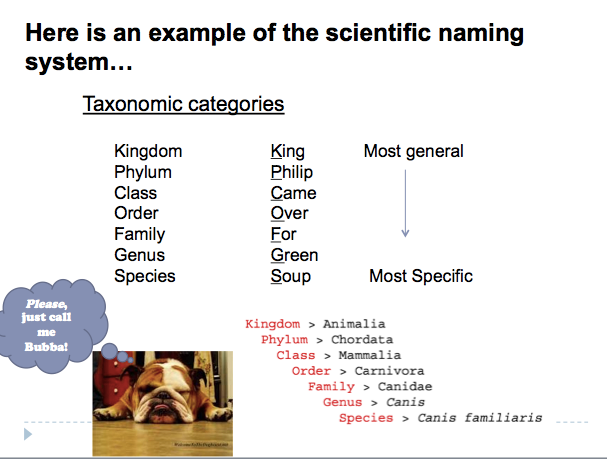 Here is an example of the scientific naming
system…
Taxonomic categories
Kingdom King Most general
Phylum Philip
Class Came
Order Over
Family For
Genus Green
Species Soup Most Specific
Please,
just call
me
Bubba!
Kingdom > Animalia
Phylum > Chordata
Class > Mammalia
Order > Carnivora
Family > Canidae
Genus > Canis
Species > Canis familiaris